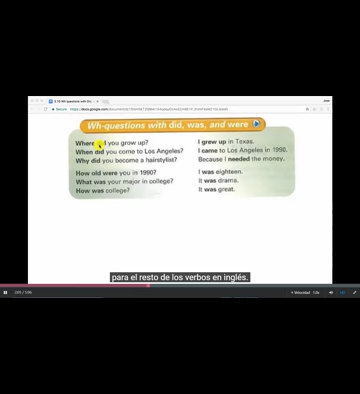 Wh-questions with did, was, and were
Where did you grow up?
I grew up in Texas.
When did you come to Los Angeles?
I came to Los Angeles in 1990.
Why did you become a hairstylist?
Because I needed the money.
How old were you in 1990?
I was eighteen.
What was your major in college?
It was drama.
How was college?
It was great.
para el resto de los verbos en inglés.
Velocidad 1.0x